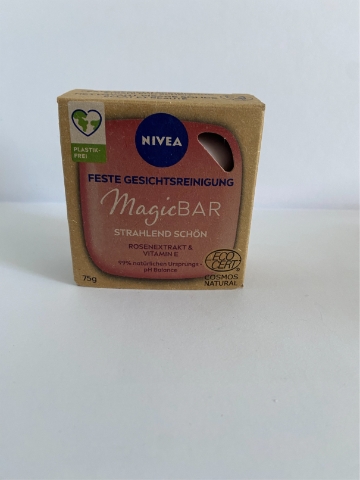 NIVEA
PLASTIK-
FREI
FESTE GESICHTSREINIGUNG
MagicBAR
STRAHLEND SCHÖN
ROSENEXTRAKT &
VITAMIN E
99% natürlichen Ursprungs -
pH Balance
ECO
CERT
COSMOS
NATURAL
75g